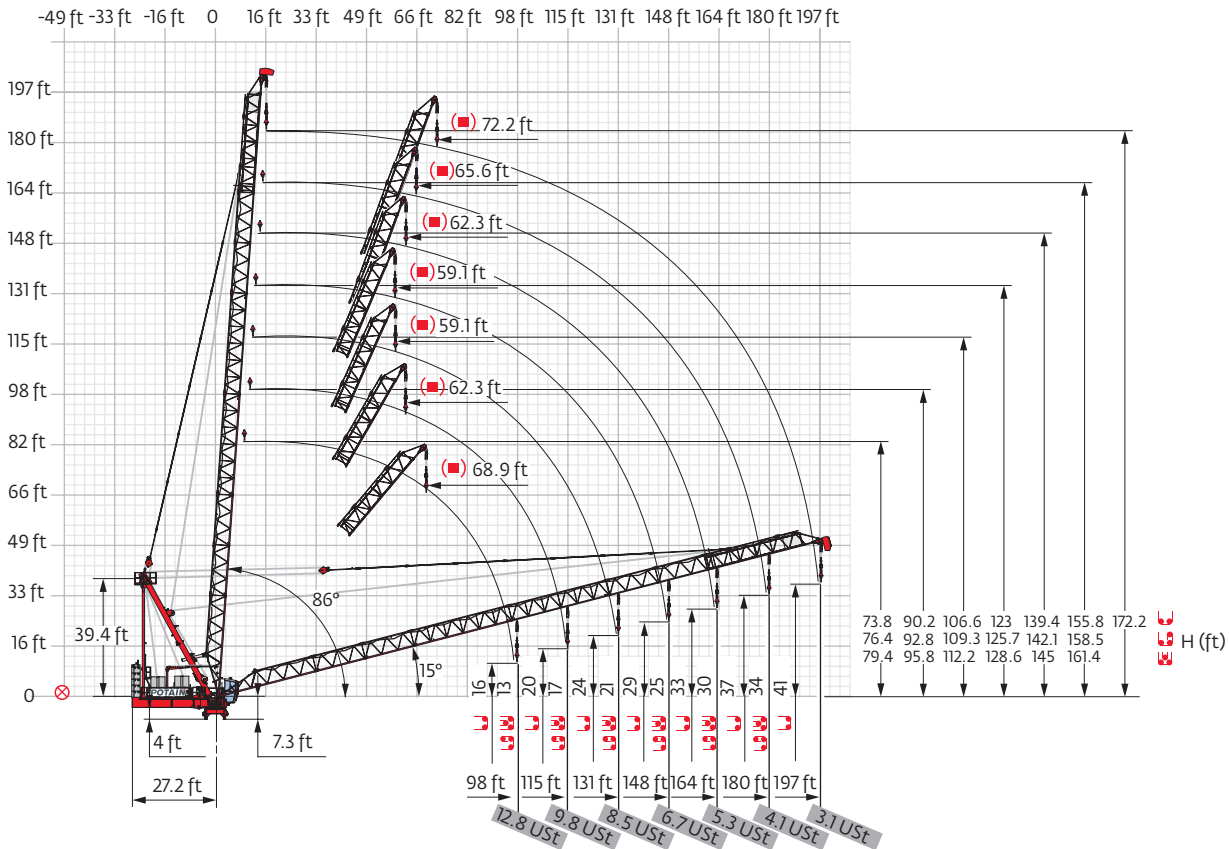 -49 ft -33 ft -16 ft 0 16 ft 33 ft 49 ft 66 ft 82 ft 98 ft 115 ft 131 ft 148 ft 164 ft 180 ft 197 ft
197 ft
180 ft
164 ft
148 ft
131 ft
115 ft
98 ft
82 ft
66 ft
49 ft
33 ft
16 ft
0
72.2 ft
65.6 ft
62.3 ft
59.1 ft
59.1 ft
62.3 ft
68.9 ft
86°
15°
39.4 ft
POTAIN
4 ft
7.3 ft
27.2 ft
73.8 90.2 106.6 123 139.4 155.8 172.2
76.4 92.8 109.3 125.7 142.1 158.5
79.4 95.8 112.2 128.6 145 161.4
H (ft)
16 13 20 17 24 21 29 25 33 30 37 34 41
98 ft 115 ft 131 ft 148 ft 164 ft 180 ft 197 ft
12.8 USt 9.8 USt 8.5 USt 6.7 USt 5.3 USt 4.1 USt 3.1 USt